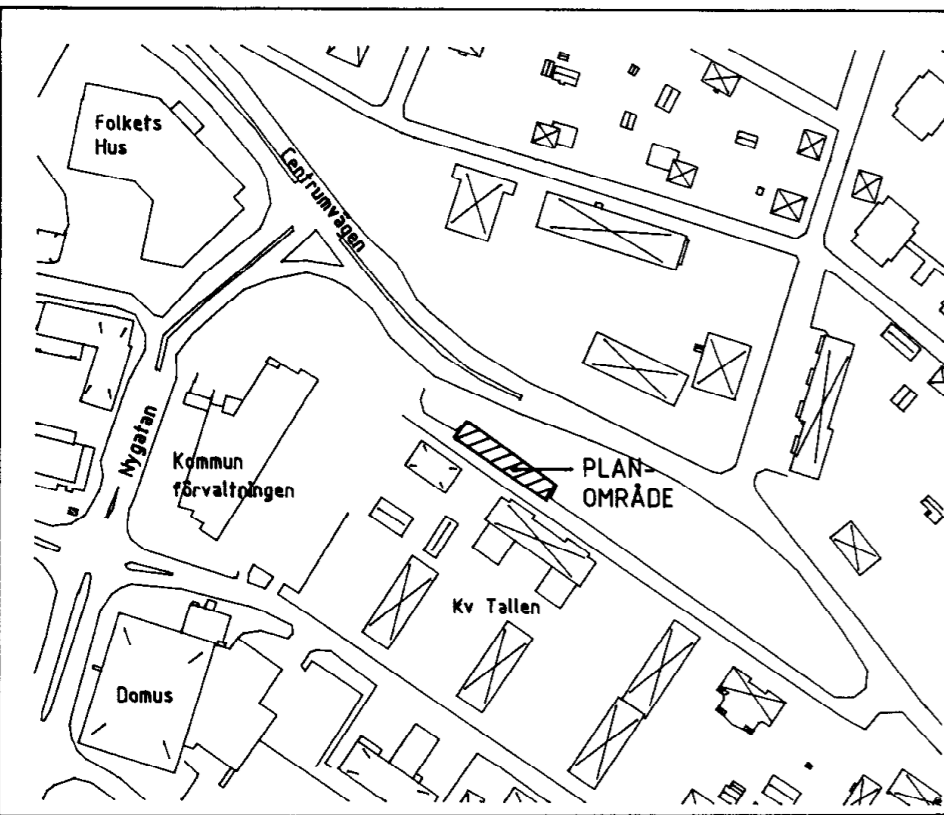 Folkets
Hus
Centrumvägen
Nygatan
Kommun
förvaltningen
PLAN-
OMRÅDE
Kv Tallen
Domus